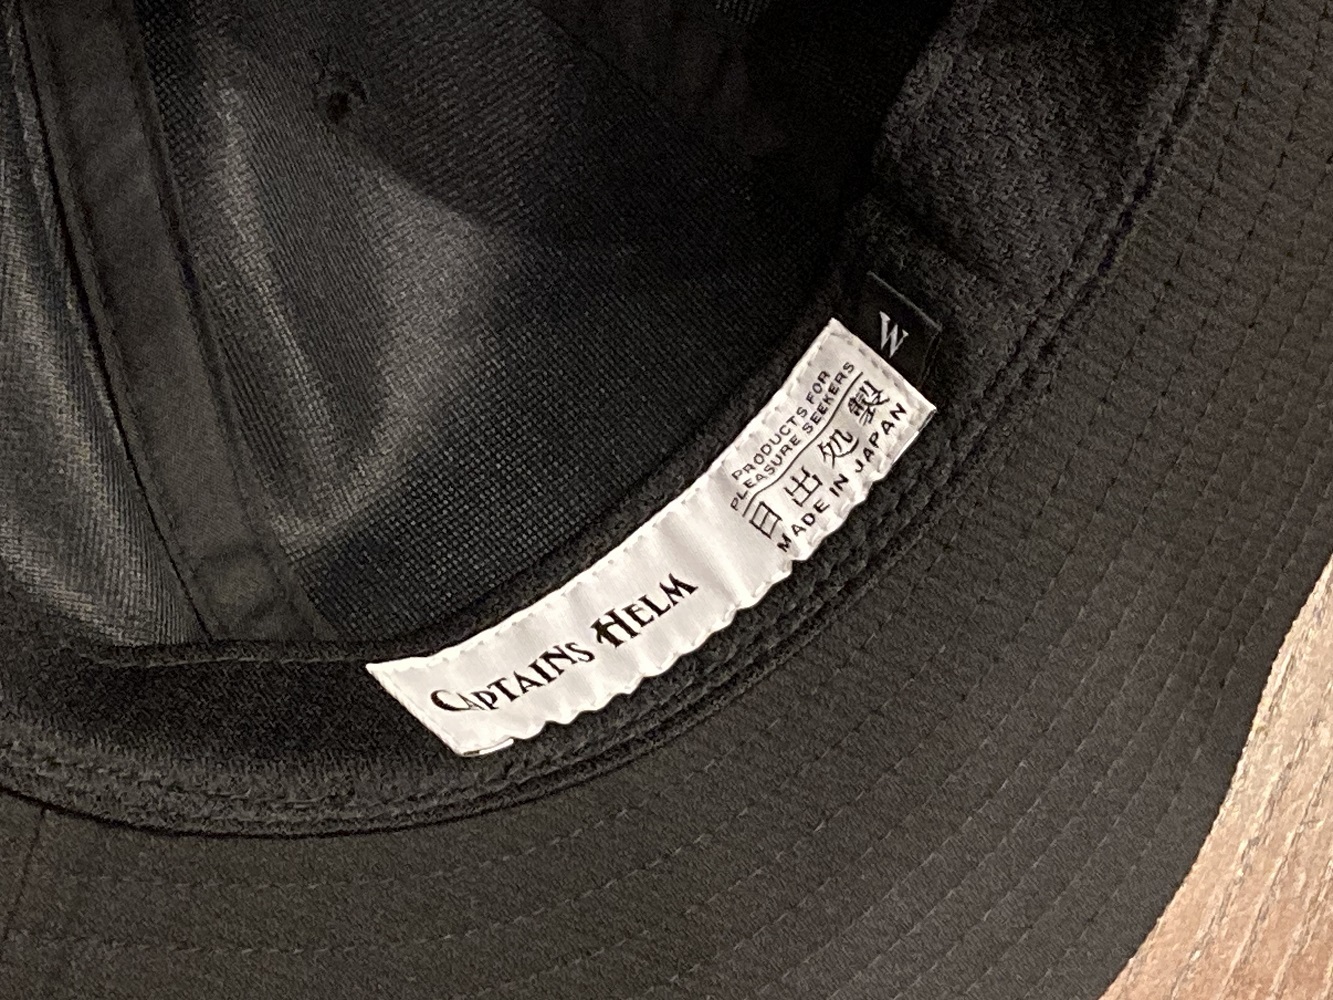 CAPTAINS HELM
PRODUCTS FOR
PLEASURE SEEKERS
日出処製
MADE IN JAPAN
W